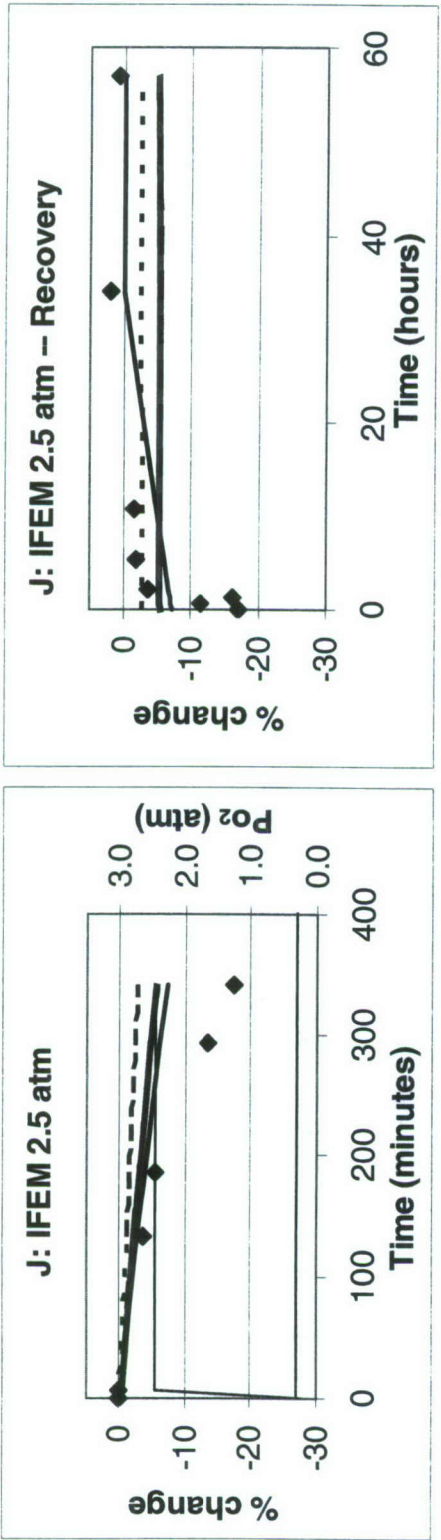 J: IFEM 2.5 atm
% change
0
-10
-20
-30
Po2 (atm)
3.0
2.0
1.0
0.0
0 100 200 300 400
Time (minutes)
J: IFEM 2.5 atm – Recovery
% change
0
-10
-20
-30
0 20 40 60
Time (hours)